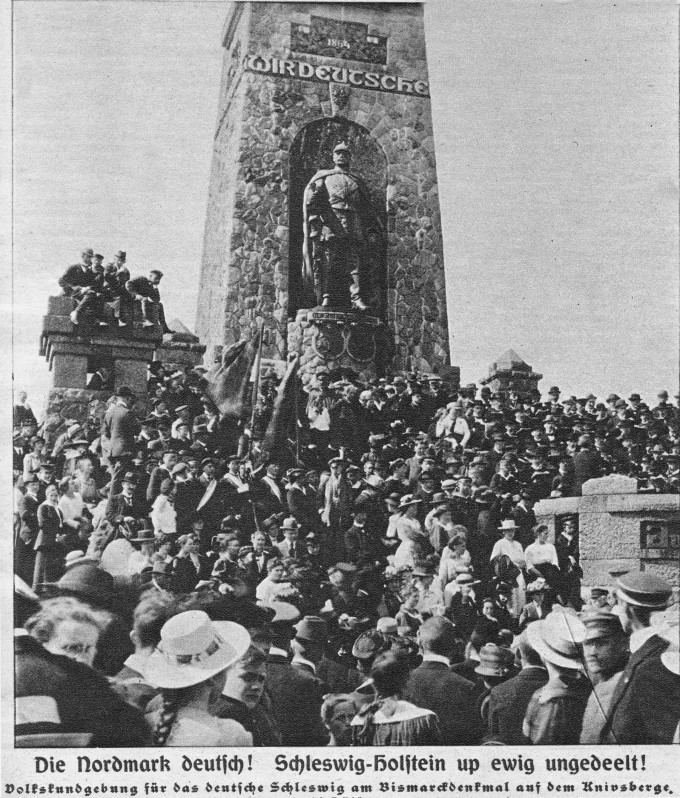 1864
WIR DEUTSCHE
Die Nordmark deutsch! Schleswig-Holstein up ewig ungedeelt!
Volkskundgebung für das deutsche Schleswig am Bismarckdenkmal auf dem Knivsberge.